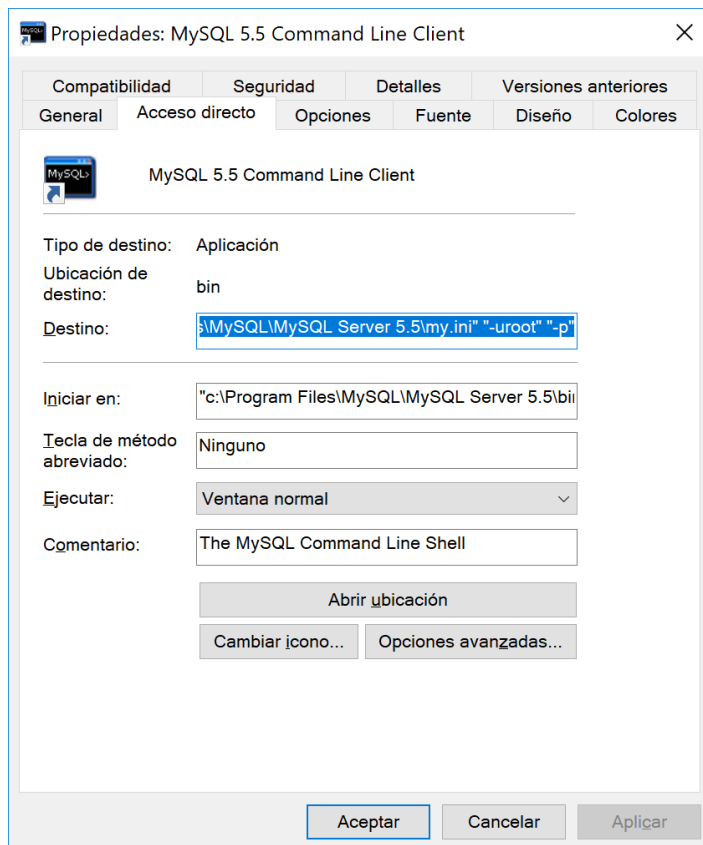 Propiedades: MySQL 5.5 Command Line Client
Compatibilidad Seguridad Detalles Versiones anteriores
General Acceso directo Opciones Fuente Diseño Colores
MySQL 5.5 Command Line Client
Tipo de destino: Aplicación
Ubicación de
destino: bin
Destino: s\MySQL\MySQL Server 5.5\my.ini" "-uroot" "-p"
Iniciar en: "c:\Program Files\MySQL\MySQL Server 5.5\bin
Tecla de método
abreviado: Ninguno
Ejecutar: Ventana normal
Comentario: The MySQL Command Line Shell
Abrir ubicación
Cambiar icono... Opciones avanzadas...
Aceptar Cancelar Aplicar